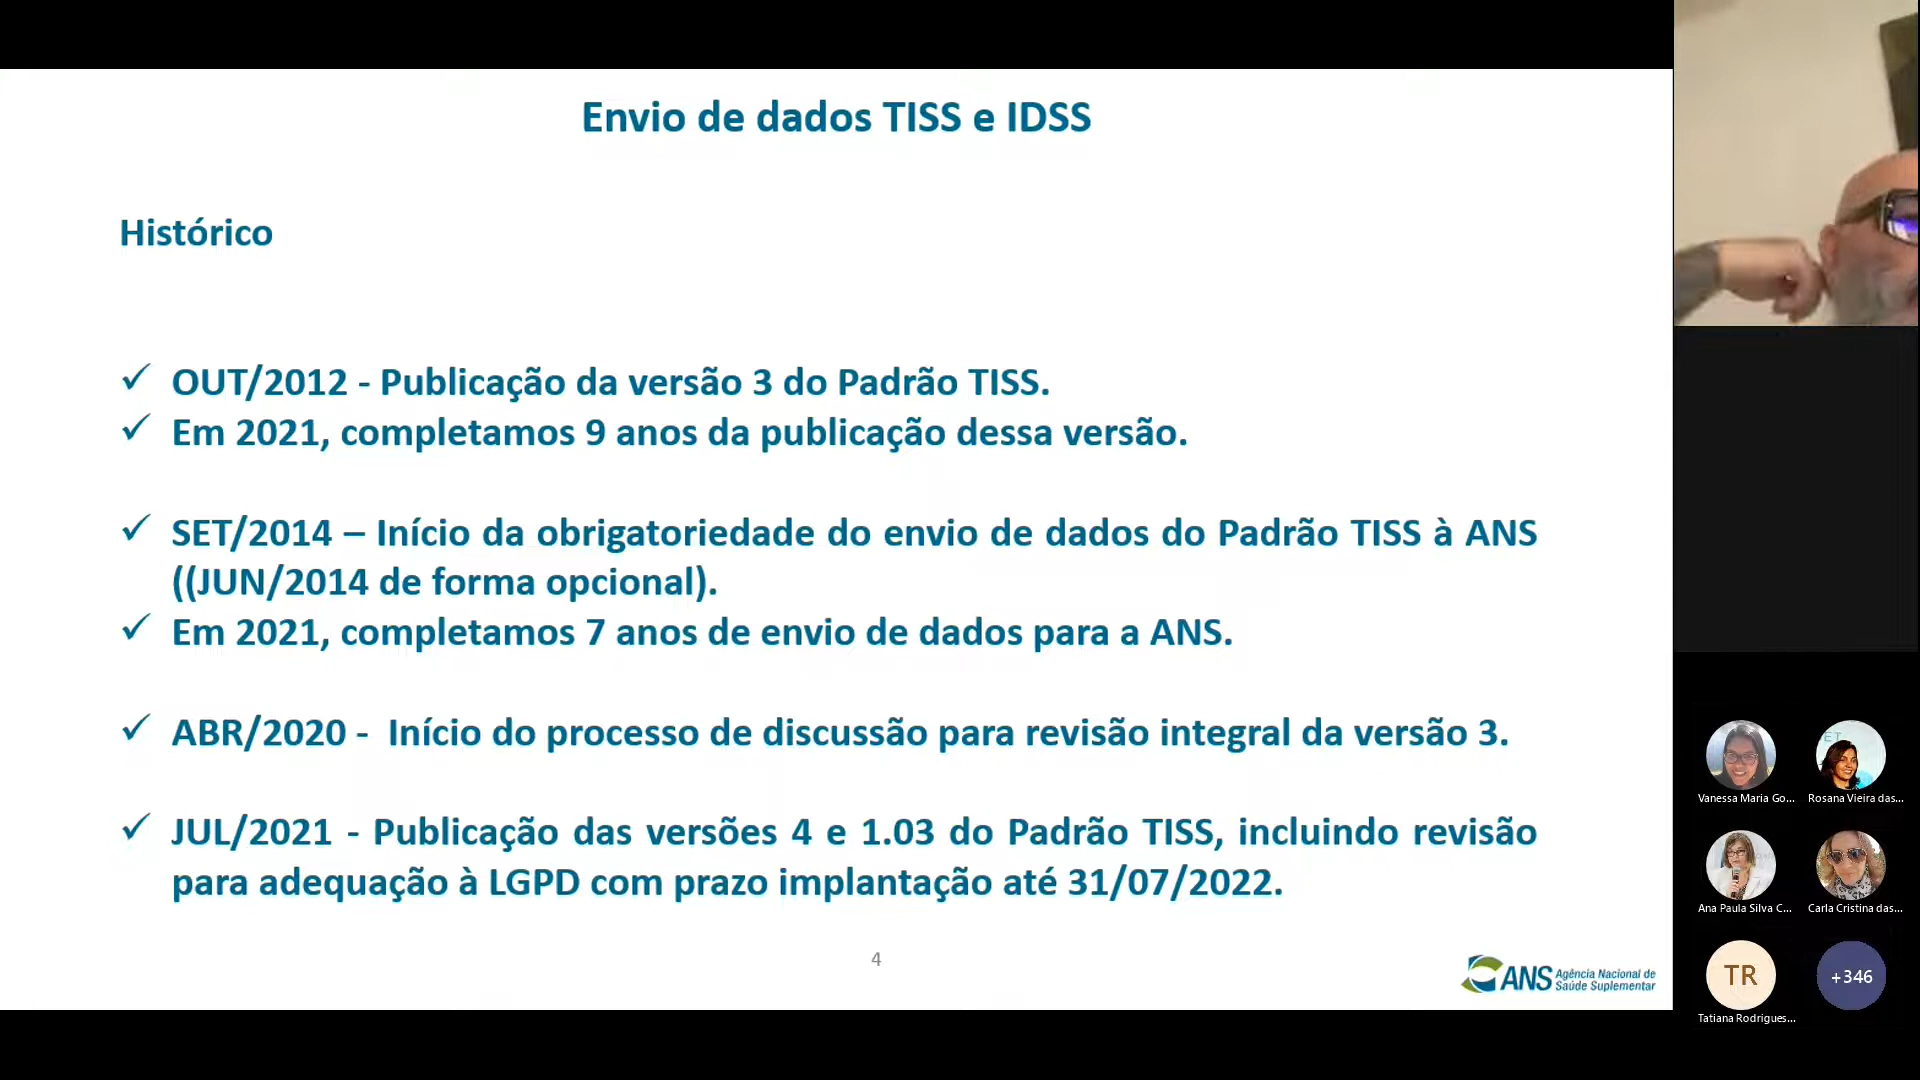 Envio de dados TISS e IDSS
Histórico
✓ OUT/2012 - Publicação da versão 3 do Padrão TISS.
✓ Em 2021, completamos 9 anos da publicação dessa versão.
✓ SET/2014 – Início da obrigatoriedade do envio de dados do Padrão TISS à ANS
((JUN/2014 de forma opcional).
✓ Em 2021, completamos 7 anos de envio de dados para a ANS.
✓ ABR/2020 -  Início do processo de discussão para revisão integral da versão 3.
✓ JUL/2021 - Publicação das versões 4 e 1.03 do Padrão TISS, incluindo revisão
para adequação à LGPD com prazo implantação até 31/07/2022.
4
ANS Agência Nacional de
Saúde Suplementar
Vanessa Maria Go...
Rosana Vieira das...
Ana Paula Silva C...
Carla Cristina das...
TR
+346
Tatiana Rodrigues...